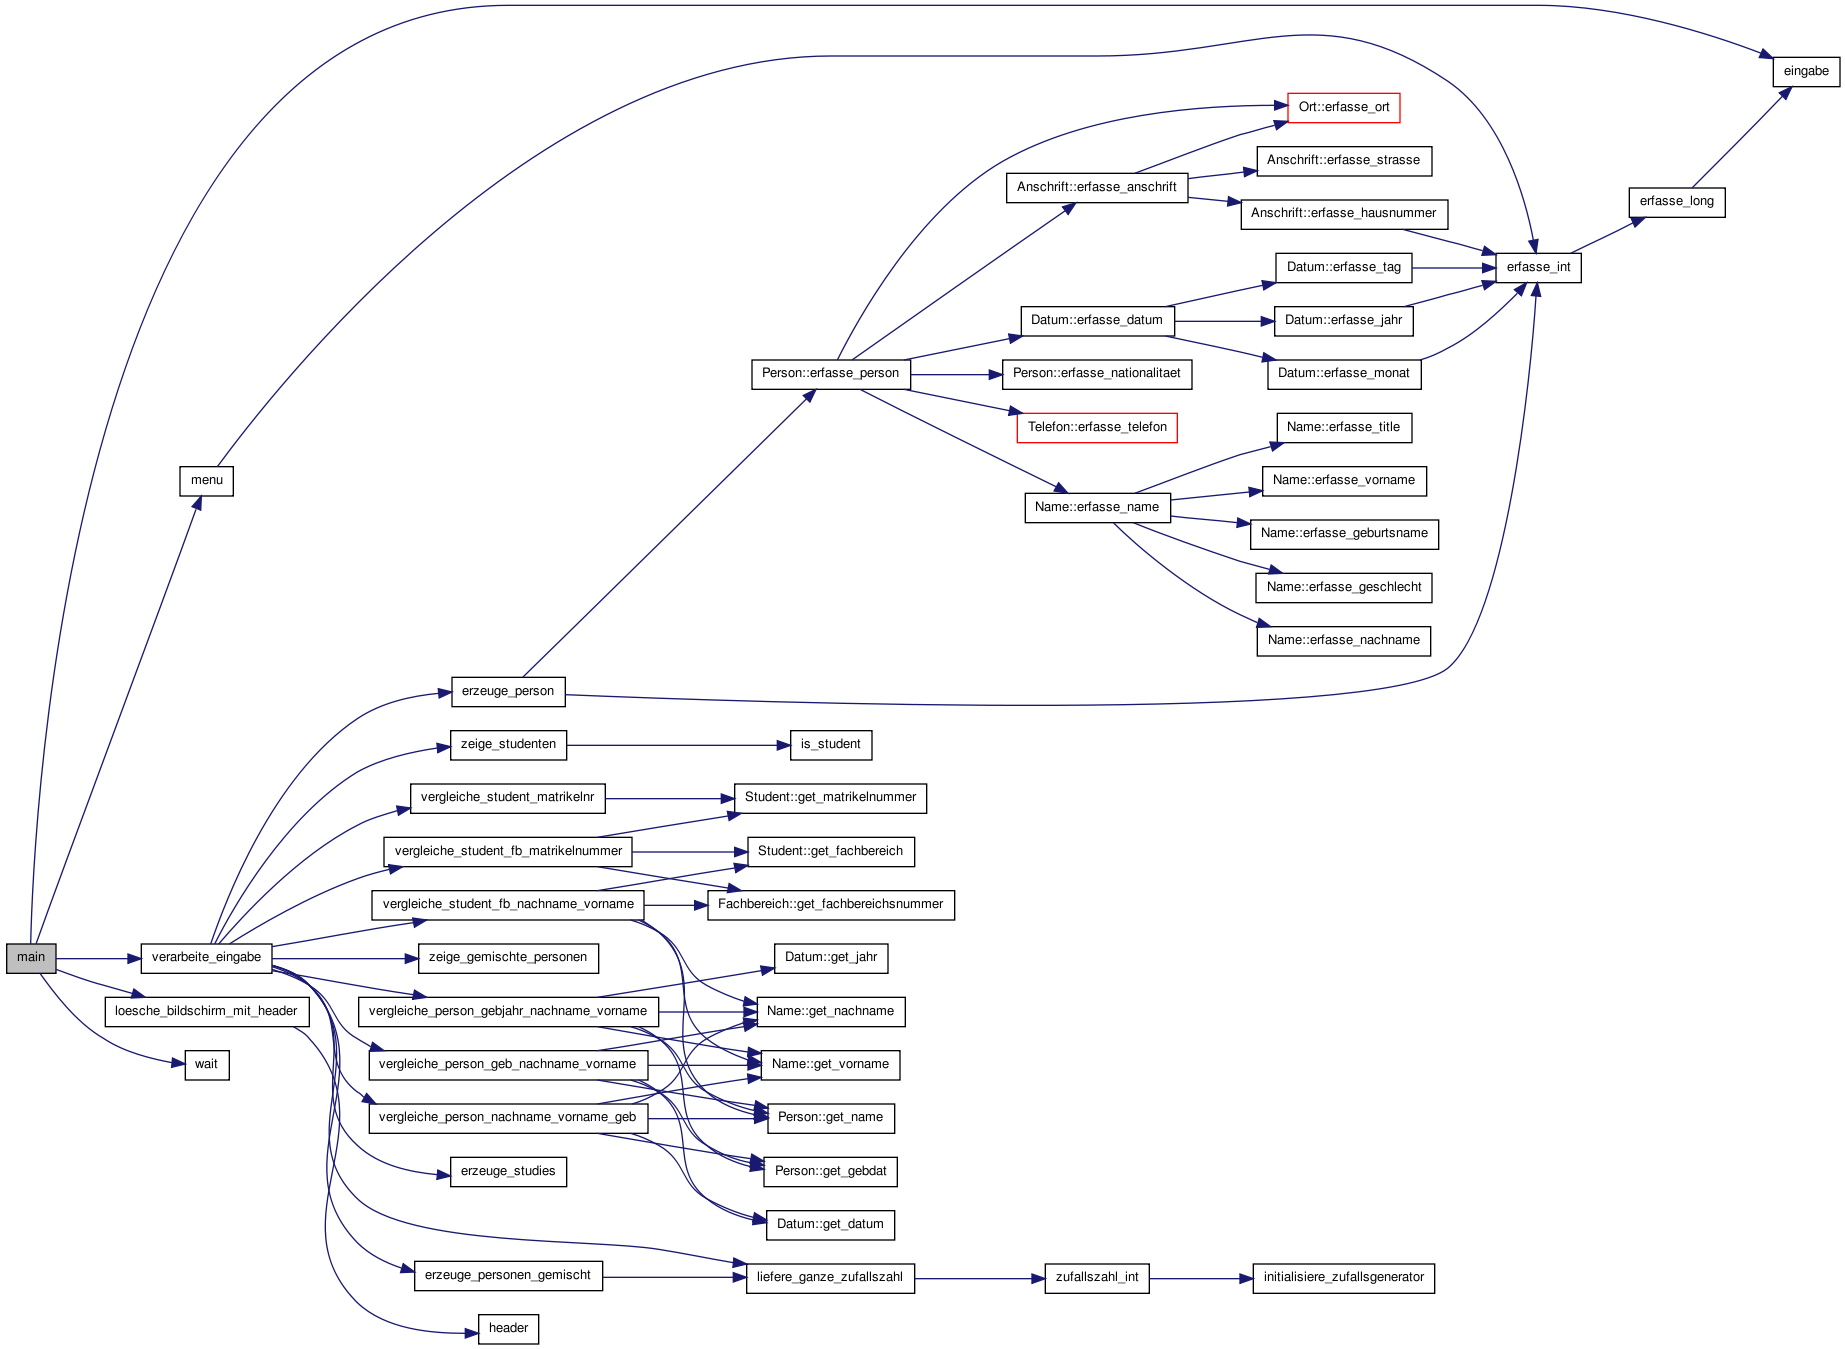 eingabe
Ort::erfasse_ort
Anschrift::erfasse_strasse
Anschrift::erfasse_anschrift
erfasse_long
Anschrift::erfasse_hausnummer
Datum::erfasse_tag
erfasse_int
Datum::erfasse_datum
Datum::erfasse_jahr
Person::erfasse_person
Person::erfasse_nationalitaet
Datum::erfasse_monat
Telefon::erfasse_telefon
Name::erfasse_title
menu
Name::erfasse_vorname
Name::erfasse_name
Name::erfasse_geburtsname
Name::erfasse_geschlecht
Name::erfasse_nachname
erzeuge_person
zeige_studenten
is_student
vergleiche_student_matrikelnr
Student::get_matrikelnummer
vergleiche_student_fb_matrikelnummer
Student::get_fachbereich
vergleiche_student_fb_nachname_vorname
Fachbereich::get_fachbereichsnummer
main
verarbeite_eingabe
zeige_gemischte_personen
Datum::get_jahr
loesche_bildschirm_mit_header
vergleiche_person_gebjahr_nachname_vorname
Name::get_nachname
wait
vergleiche_person_geb_nachname_vorname
Name::get_vorname
vergleiche_person_nachname_vorname_geb
Person::get_name
erzeuge_studies
Person::get_gebdat
Datum::get_datum
erzeuge_personen_gemischt
liefere_ganze_zufallszahl
zufallszahl_int
initialisiere_zufallsgenerator
header